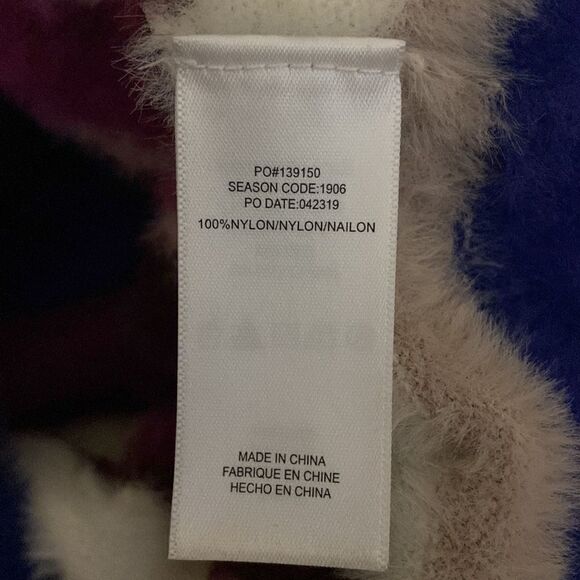 PO#139150
SEASON CODE:1906
PO DATE:042319
100%NYLON/NYLON/NAILON
MADE IN CHINA
FABRIQUE EN CHINE
HECHO EN CHINA